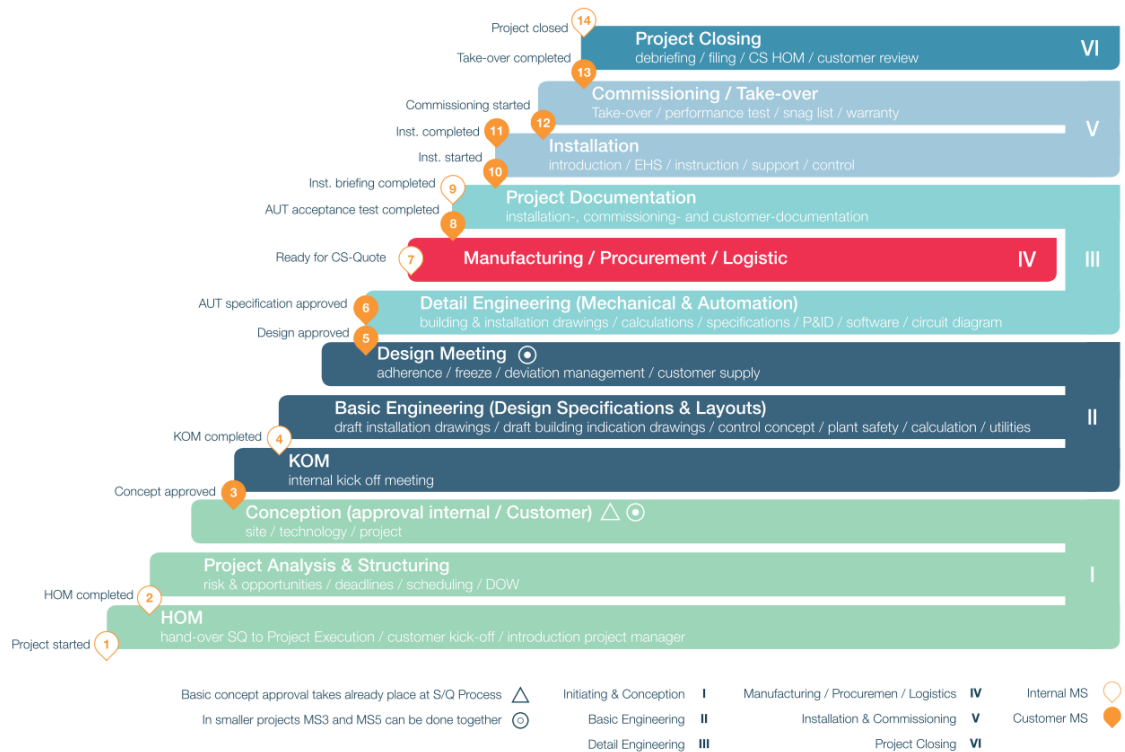 Project closed 14
Project Closing
debriefing / filing / CS HOM / customer review
VI
Take-over completed 13
Commissioning / Take-over
Take-over / performance test / snag list / warranty
Commissioning started 12
V
Inst. completed 11
Installation
introduction / EHS / instruction / support / control
Inst. started 10
Inst. briefing completed 9
Project Documentation
installation-, commissioning- and customer-documentation
AUT acceptance test completed 8
Ready for CS-Quote 7
Manufacturing / Procurement / Logistic
IV
III
AUT specification approved 6
Detail Engineering (Mechanical & Automation)
building & installation drawings / calculations / specifications / P&ID / software / circuit diagram
Design approved 5
Design Meeting
adherence / freeze / deviation management / customer supply
Basic Engineering (Design Specifications & Layouts)
draft installation drawings / draft building indication drawings / control concept / plant safety / calculation / utilities
II
KOM completed 4
KOM
internal kick off meeting
Concept approved 3
Conception (approval internal / Customer)
site / technology / project
Project Analysis & Structuring
risk & opportunities / deadlines / scheduling / DOW
I
HOM completed 2
HOM
hand-over SQ to Project Execution / customer kick-off / introduction project manager
Project started 1
Basic concept approval takes already place at S/Q Process
In smaller projects MS3 and MS5 can be done together
Initiating & Conception I
Basic Engineering II
Detail Engineering III
Manufacturing / Procuremen / Logistics IV
Installation & Commissioning V
Project Closing VI
Internal MS
Customer MS